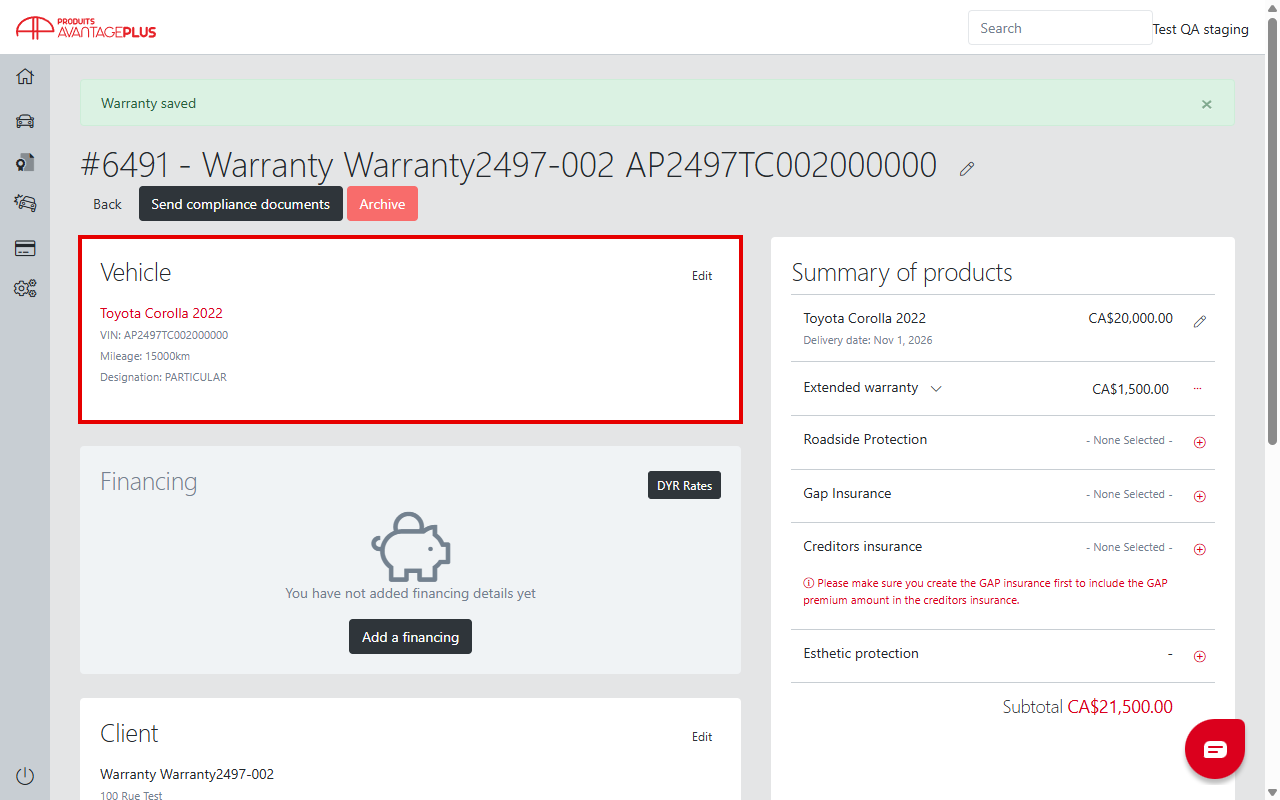 PRODUITS
AVANTAGEPLUS
Search
Test QA staging
Warranty saved
×
#6491 - Warranty Warranty2497-002 AP2497TC002000000
Back
Send compliance documents
Archive
Vehicle
Edit
Toyota Corolla 2022
VIN: AP2497TC002000000
Mileage: 15000km
Designation: PARTICULAR
Financing
DYR Rates
You have not added financing details yet
Add a financing
Client
Edit
Warranty Warranty2497-002
100 Rue Test
Summary of products
Toyota Corolla 2022
CA$20,000.00
Delivery date: Nov 1, 2026
Extended warranty
CA$1,500.00
...
Roadside Protection
- None Selected -
Gap Insurance
- None Selected -
Creditors insurance
- None Selected -
Please make sure you create the GAP insurance first to include the GAP
premium amount in the creditors insurance.
Esthetic protection
-
Subtotal CA$21,500.00